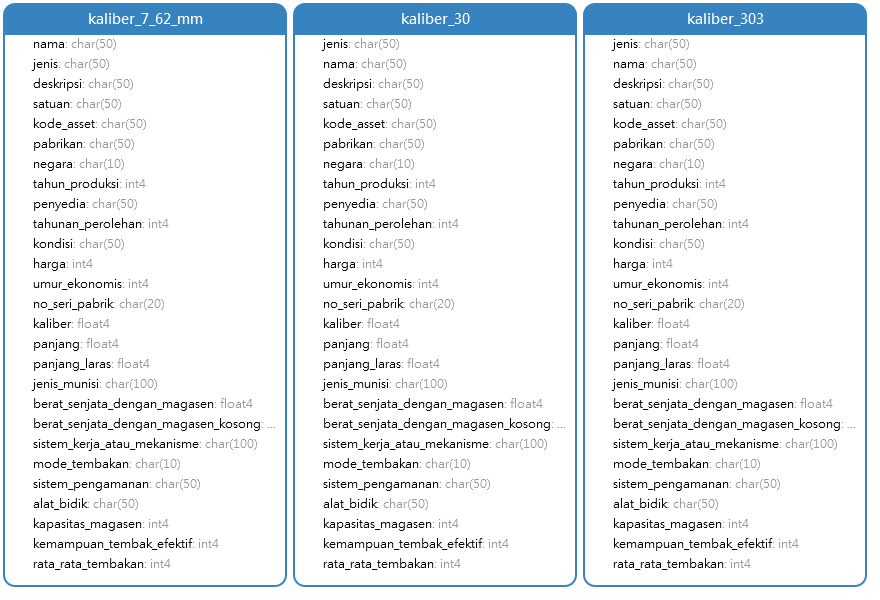 kaliber_7_62_mm
nama: char(50)
jenis: char(50)
deskripsi: char(50)
satuan: char(50)
kode_asset: char(50)
pabrikan: char(50)
negara: char(10)
tahun_produksi: int4
penyedia: char(50)
tahunan_perolehan: int4
kondisi: char(50)
harga: int4
umur_ekonomis: int4
no_seri_pabrik: char(20)
kaliber: float4
panjang: float4
panjang_laras: float4
jenis_munisi: char(100)
berat_senjata_dengan_magasen: float4
berat_senjata_dengan_magasen_kosong: ...
sistem_kerja_atau_mekanisme: char(100)
mode_tembakan: char(10)
sistem_pengamanan: char(50)
alat_bidik: char(50)
kapasitas_magasen: int4
kemampuan_tembak_efektif: int4
rata_rata_tembakan: int4
kaliber_30
jenis: char(50)
nama: char(50)
deskripsi: char(50)
satuan: char(50)
kode_asset: char(50)
pabrikan: char(50)
negara: char(10)
tahun_produksi: int4
penyedia: char(50)
tahunan_perolehan: int4
kondisi: char(50)
harga: int4
umur_ekonomis: int4
no_seri_pabrik: char(20)
kaliber: float4
panjang: float4
panjang_laras: float4
jenis_munisi: char(100)
berat_senjata_dengan_magasen: float4
berat_senjata_dengan_magasen_kosong: ...
sistem_kerja_atau_mekanisme: char(100)
mode_tembakan: char(10)
sistem_pengamanan: char(50)
alat_bidik: char(50)
kapasitas_magasen: int4
kemampuan_tembak_efektif: int4
rata_rata_tembakan: int4
kaliber_303
jenis: char(50)
nama: char(50)
deskripsi: char(50)
satuan: char(50)
kode_asset: char(50)
pabrikan: char(50)
negara: char(10)
tahun_produksi: int4
penyedia: char(50)
tahunan_perolehan: int4
kondisi: char(50)
harga: int4
umur_ekonomis: int4
no_seri_pabrik: char(20)
kaliber: float4
panjang: float4
panjang_laras: float4
jenis_munisi: char(100)
berat_senjata_dengan_magasen: float4
berat_senjata_dengan_magasen_kosong: ...
sistem_kerja_atau_mekanisme: char(100)
mode_tembakan: char(10)
sistem_pengamanan: char(50)
alat_bidik: char(50)
kapasitas_magasen: int4
kemampuan_tembak_efektif: int4
rata_rata_tembakan: int4